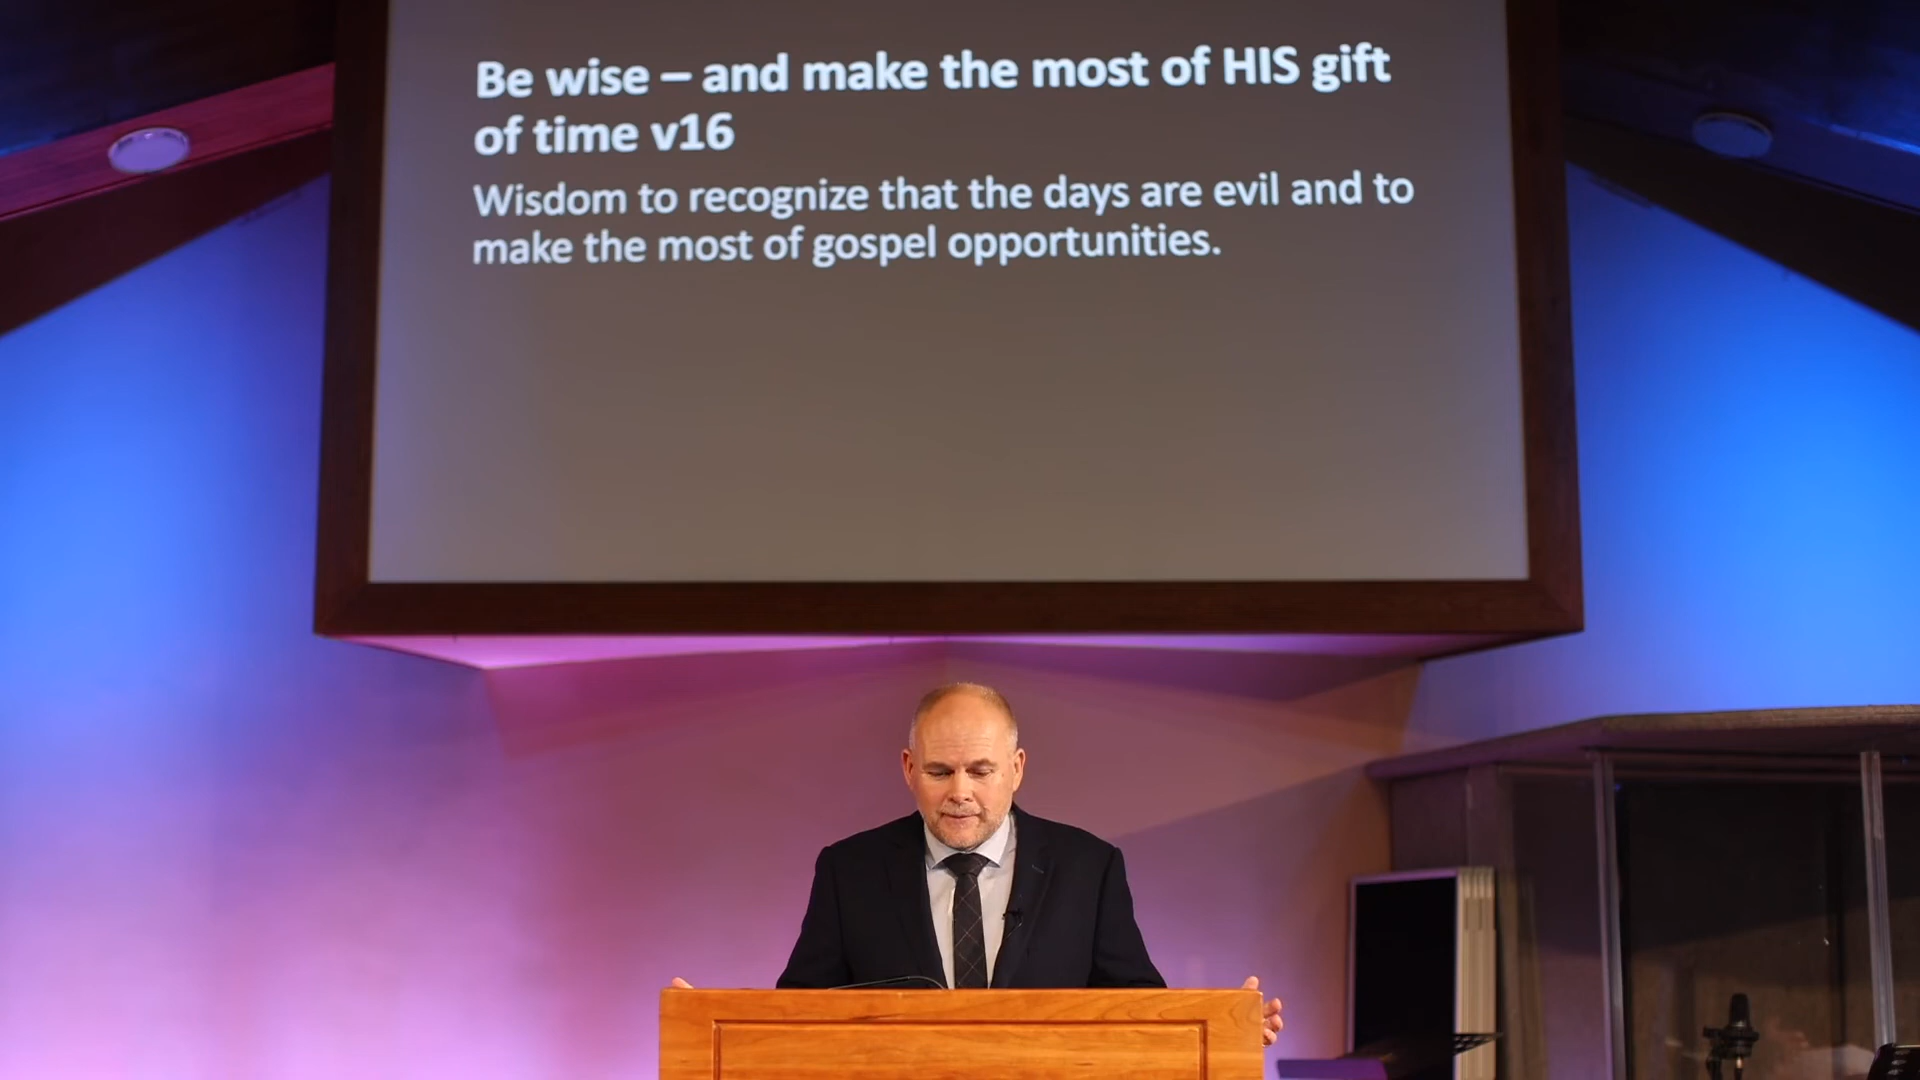 Be wise – and make the most of HIS gift
of time v16
Wisdom to recognize that the days are evil and to
make the most of gospel opportunities.